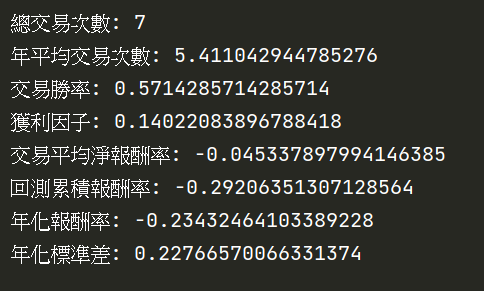 總交易次數: 7
年平均交易次數: 5.411042944785276
交易勝率: 0.5714285714285714
獲利因子: 0.14022083896788418
交易平均淨報酬率: -0.045337897994146385
回測累積報酬率: -0.29206351307128564
年化報酬率: -0.23432464103389228
年化標準差: 0.22766570066331374